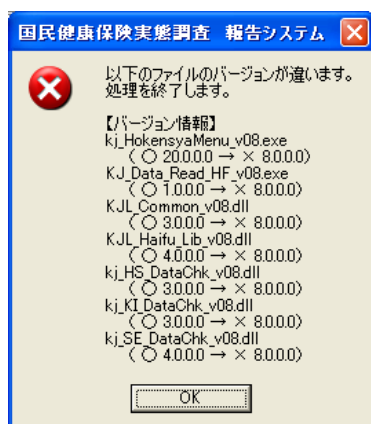 国民健康保険実態調査 報告システム
以下のファイルのバージョンが違います。
処理を終了します。
【バージョン情報】
kj_HokensyaMenu_v08.exe
(○ 20.0.0.0 → × 8.0.0.0)
KJ_Data_Read_HF_v08.exe
(○ 1.0.0.0 → × 8.0.0.0)
KJL_Common_v08.dll
(○ 3.0.0.0 → × 8.0.0.0)
KJL_Haifu_Lib_v08.dll
(○ 4.0.0.0 → × 8.0.0.0)
kj_HS_DataChk_v08.dll
(○ 3.0.0.0 → × 8.0.0.0)
kj_KI_DataChk_v08.dll
(○ 3.0.0.0 → × 8.0.0.0)
kj_SE_DataChk_v08.dll
(○ 4.0.0.0 → × 8.0.0.0)
OK